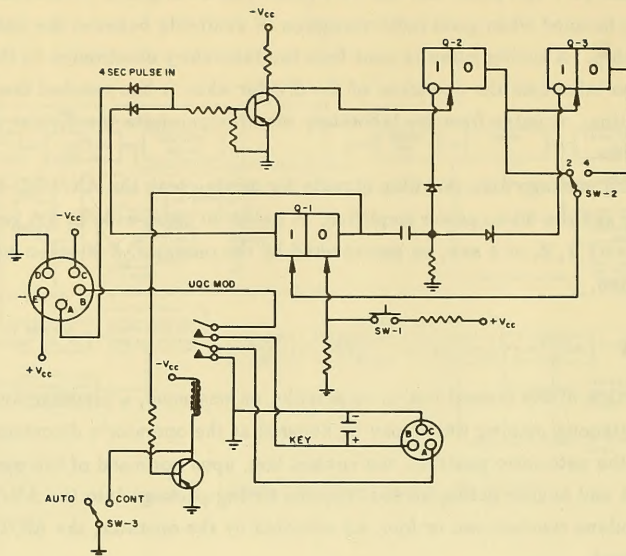 −Vcc
Q-2
Q-3
1 0
1 0
4 SEC PULSE IN
2 4
SW-2
Q-1
1 0
−Vcc
D C
E B
A
UQC MOD
−
+Vcc
SW-1
+Vcc
−Vcc
−
+
KEY
C
B A
AUTO
CONT
SW-3